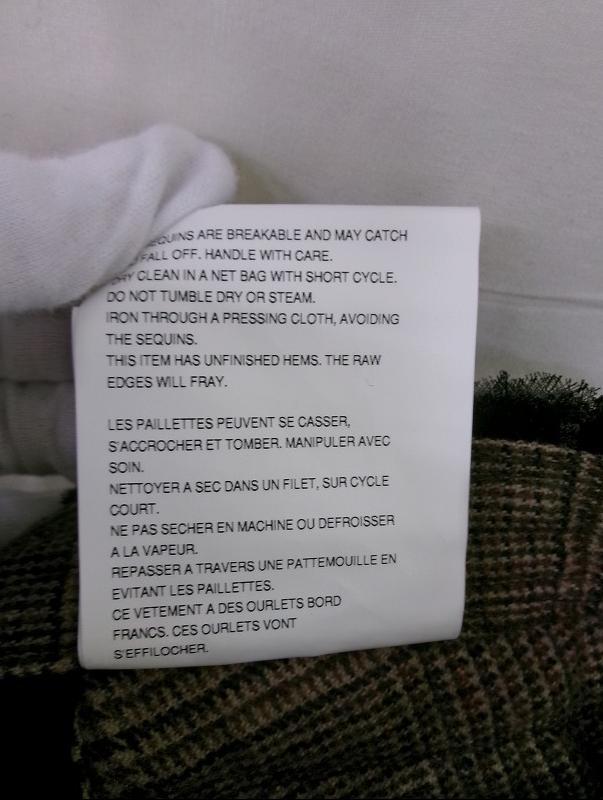 SEQUINS ARE BREAKABLE AND MAY CATCH
FALL OFF. HANDLE WITH CARE.
DRY CLEAN IN A NET BAG WITH SHORT CYCLE.
DO NOT TUMBLE DRY OR STEAM.
IRON THROUGH A PRESSING CLOTH, AVOIDING
THE SEQUINS.
THIS ITEM HAS UNFINISHED HEMS. THE RAW
EDGES WILL FRAY.
LES PAILLETTES PEUVENT SE CASSER,
S'ACCROCHER ET TOMBER. MANIPULER AVEC
SOIN.
NETTOYER A SEC DANS UN FILET, SUR CYCLE
COURT.
NE PAS SECHER EN MACHINE OU DEFROISSER
A LA VAPEUR.
REPASSER A TRAVERS UNE PATTEMOUILLE EN
EVITANT LES PAILLETTES.
CE VETEMENT A DES OURLETS BORD
FRANCS. CES OURLETS VONT
S'EFFILOCHER.